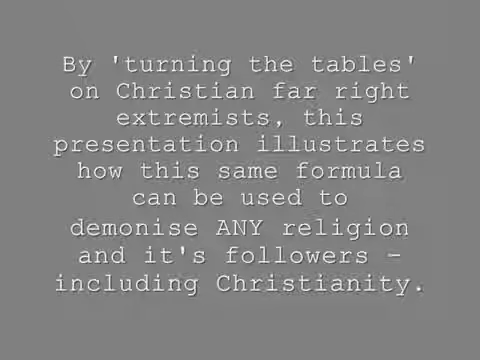 By 'turning the tables'
on Christian far right
extremists, this
presentation illustrates
how this same formula
can be used to
demonise ANY religion
and it's followers –
including Christianity.